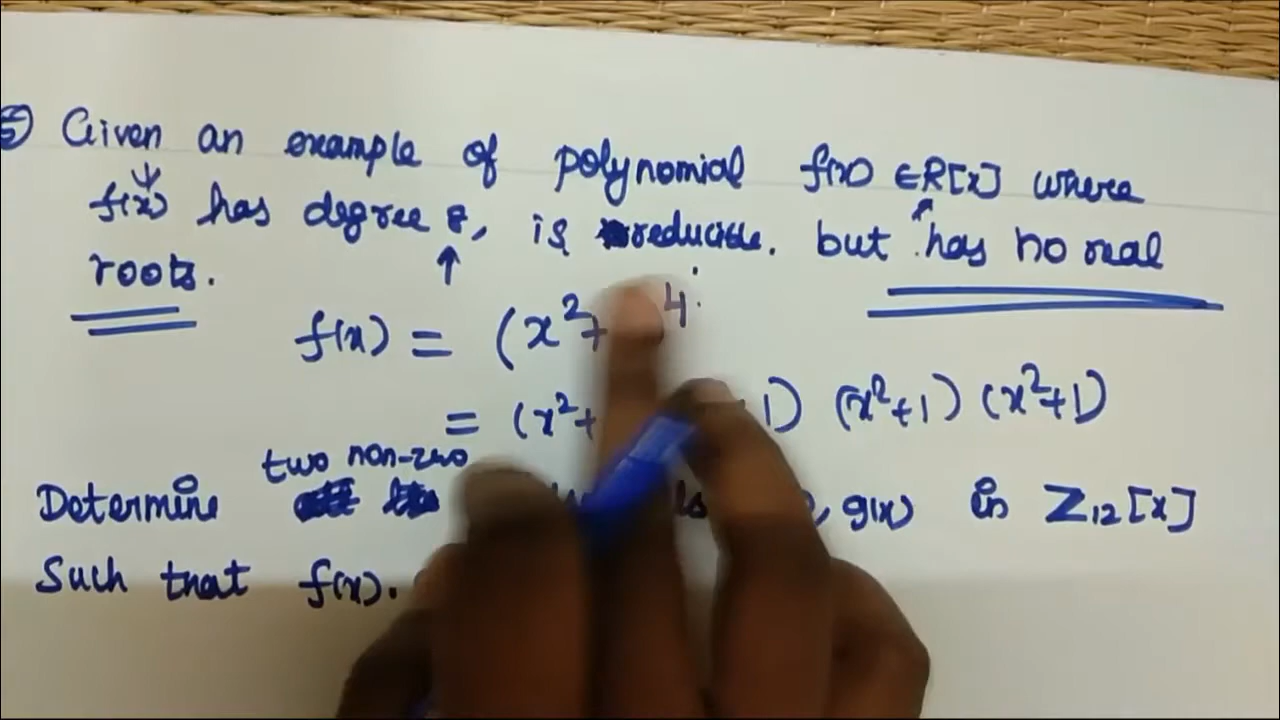 5) Given an example of polynomial f(x) ∈ R[x] where
f(x) has degree 8, is reducible. but has no real
roots.
f(x) = (x²+ 4
= (x²+ 1) (x²+1) (x²+1)
two non-zero
Determine , g(x) in Z₁₂[x]
Such that f(x).